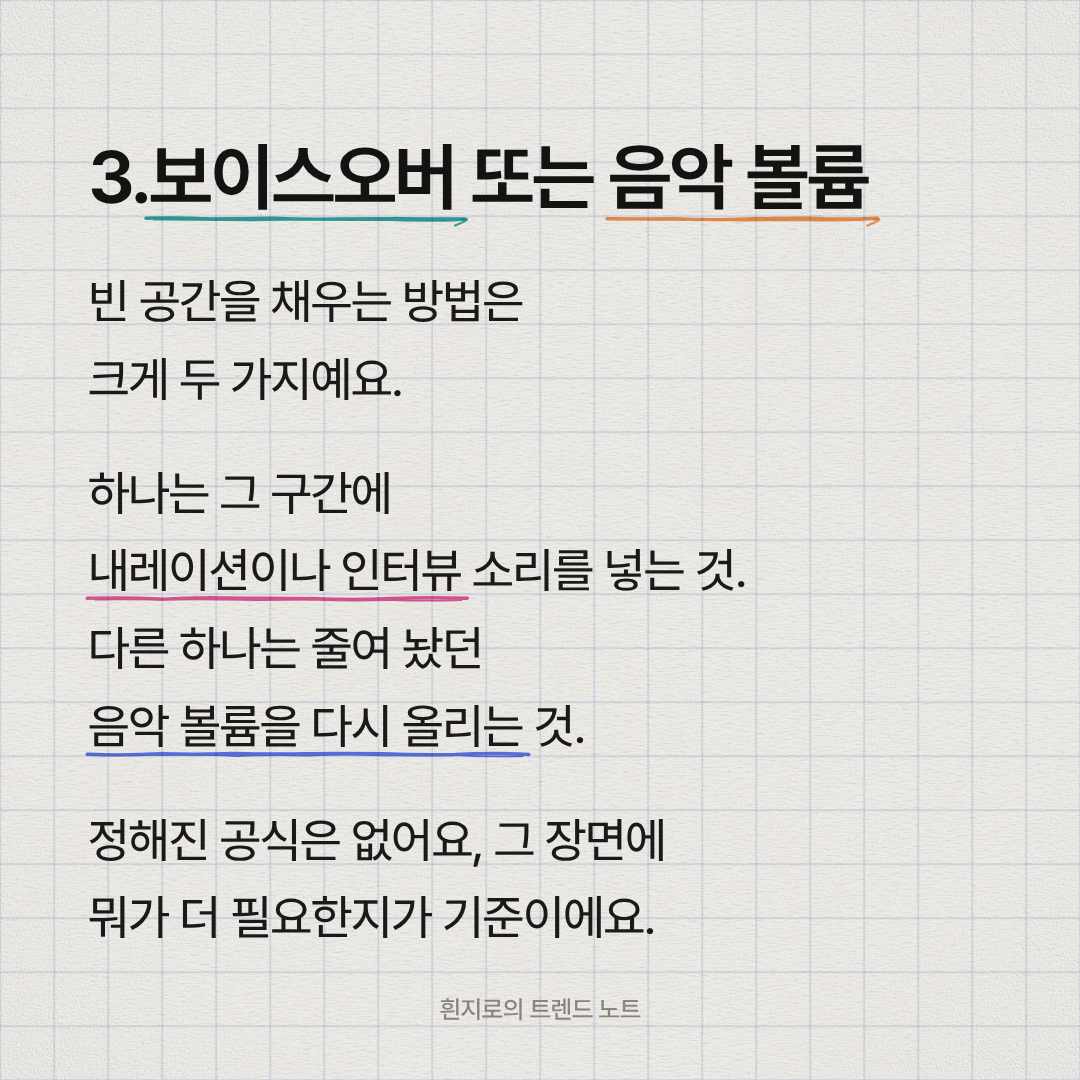 3.보이스오버 또는 음악 볼륨
빈 공간을 채우는 방법은
크게 두 가지예요.
하나는 그 구간에
내레이션이나 인터뷰 소리를 넣는 것.
다른 하나는 줄여 놨던
음악 볼륨을 다시 올리는 것.
정해진 공식은 없어요, 그 장면에
뭐가 더 필요한지가 기준이에요.
흰지로의 트렌드 노트